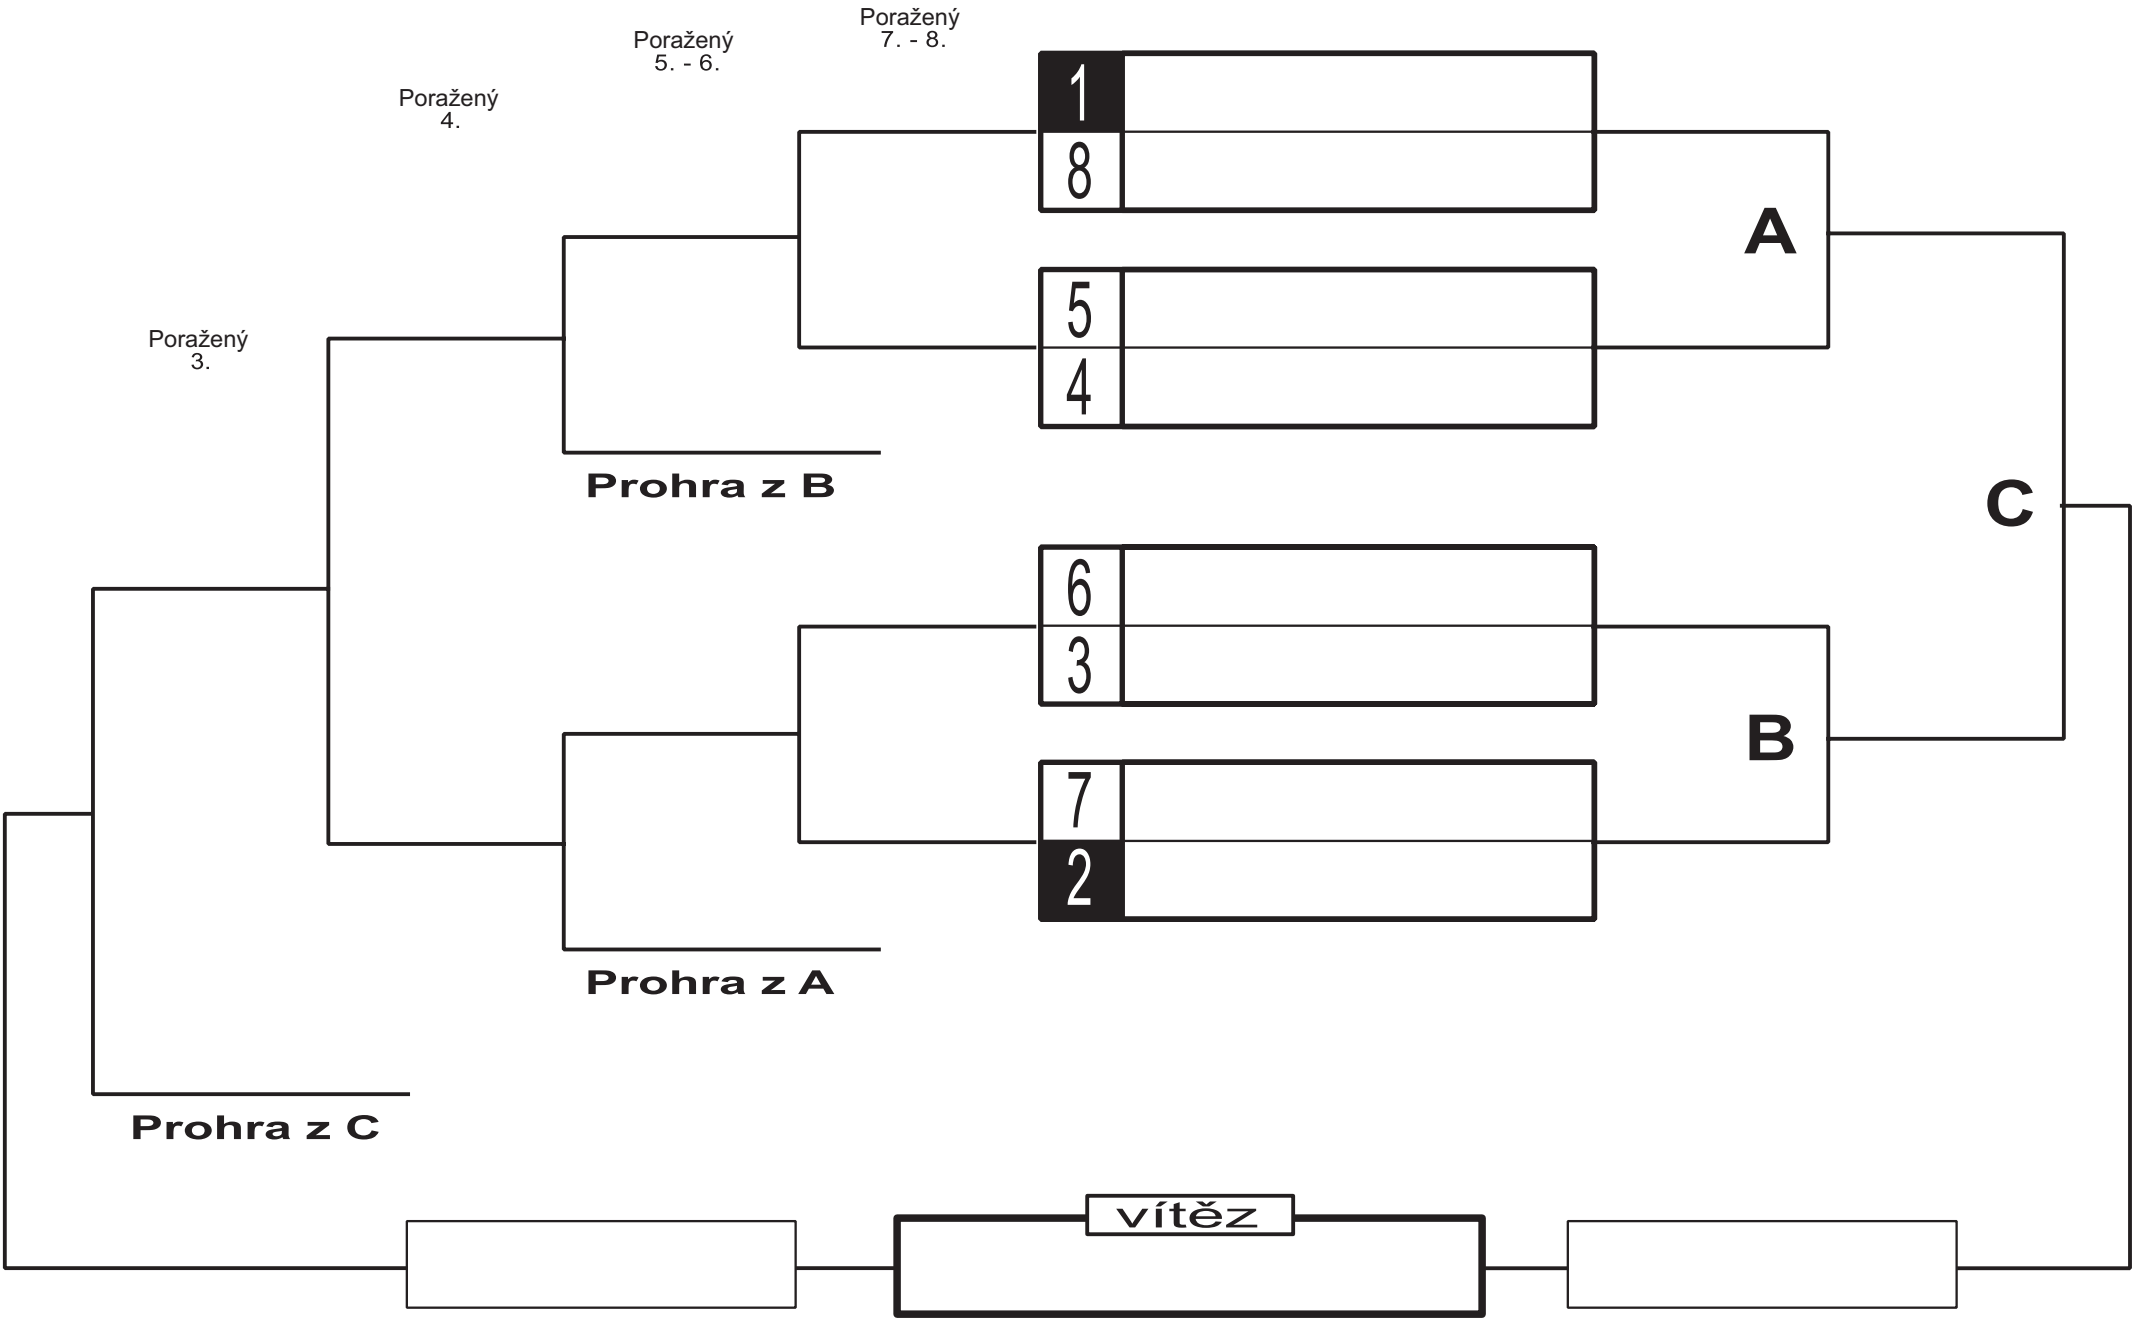 Poražený
7. - 8.
Poražený
5. - 6.
Poražený
4.
Poražený
3.
1
8
A
5
4
Prohra z B
C
6
3
B
7
2
Prohra z A
Prohra z C
vítěz